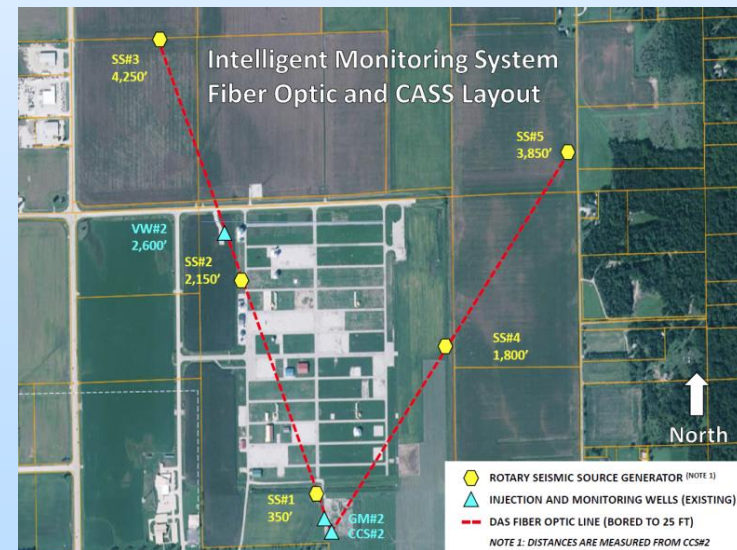 Intelligent Monitoring System
Fiber Optic and CASS Layout
SS#3
4,250'
SS#5
3,850'
VW#2
2,600'
SS#2
2,150'
SS#4
1,800'
North
SS#1
350'
GM#2
CCS#2
ROTARY SEISMIC SOURCE GENERATOR (NOTE 1)
INJECTION AND MONITORING WELLS (EXISTING)
DAS FIBER OPTIC LINE (BORED TO 25 FT)
NOTE 1: DISTANCES ARE MEASURED FROM CCS#2